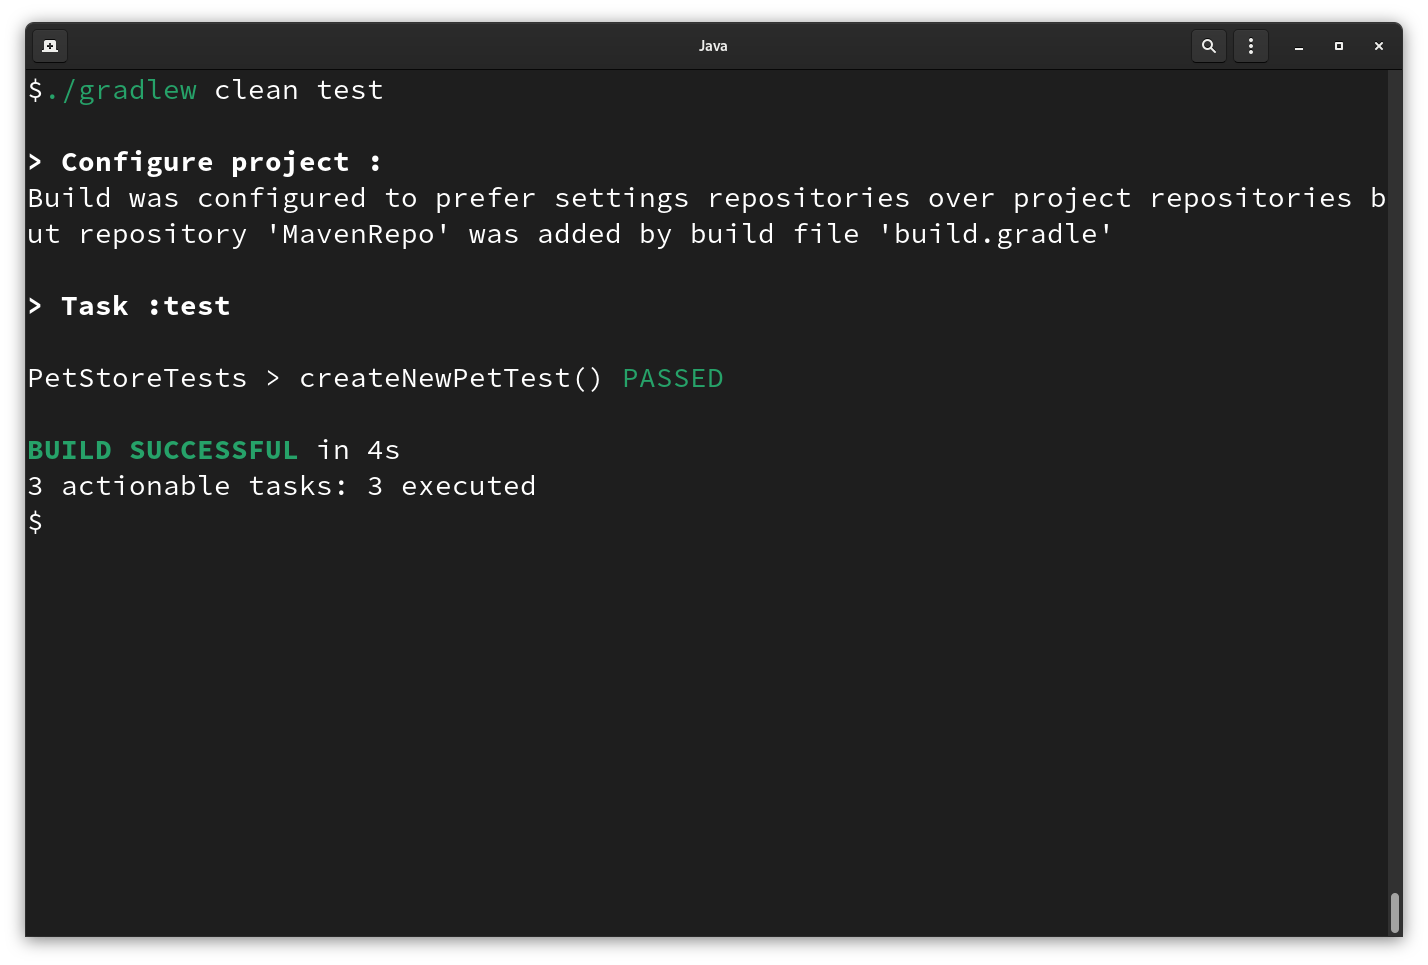 Java
$./gradlew clean test
> Configure project :
Build was configured to prefer settings repositories over project repositories b
ut repository 'MavenRepo' was added by build file 'build.gradle'
> Task :test
PetStoreTests > createNewPetTest() PASSED
BUILD SUCCESSFUL in 4s
3 actionable tasks: 3 executed
$